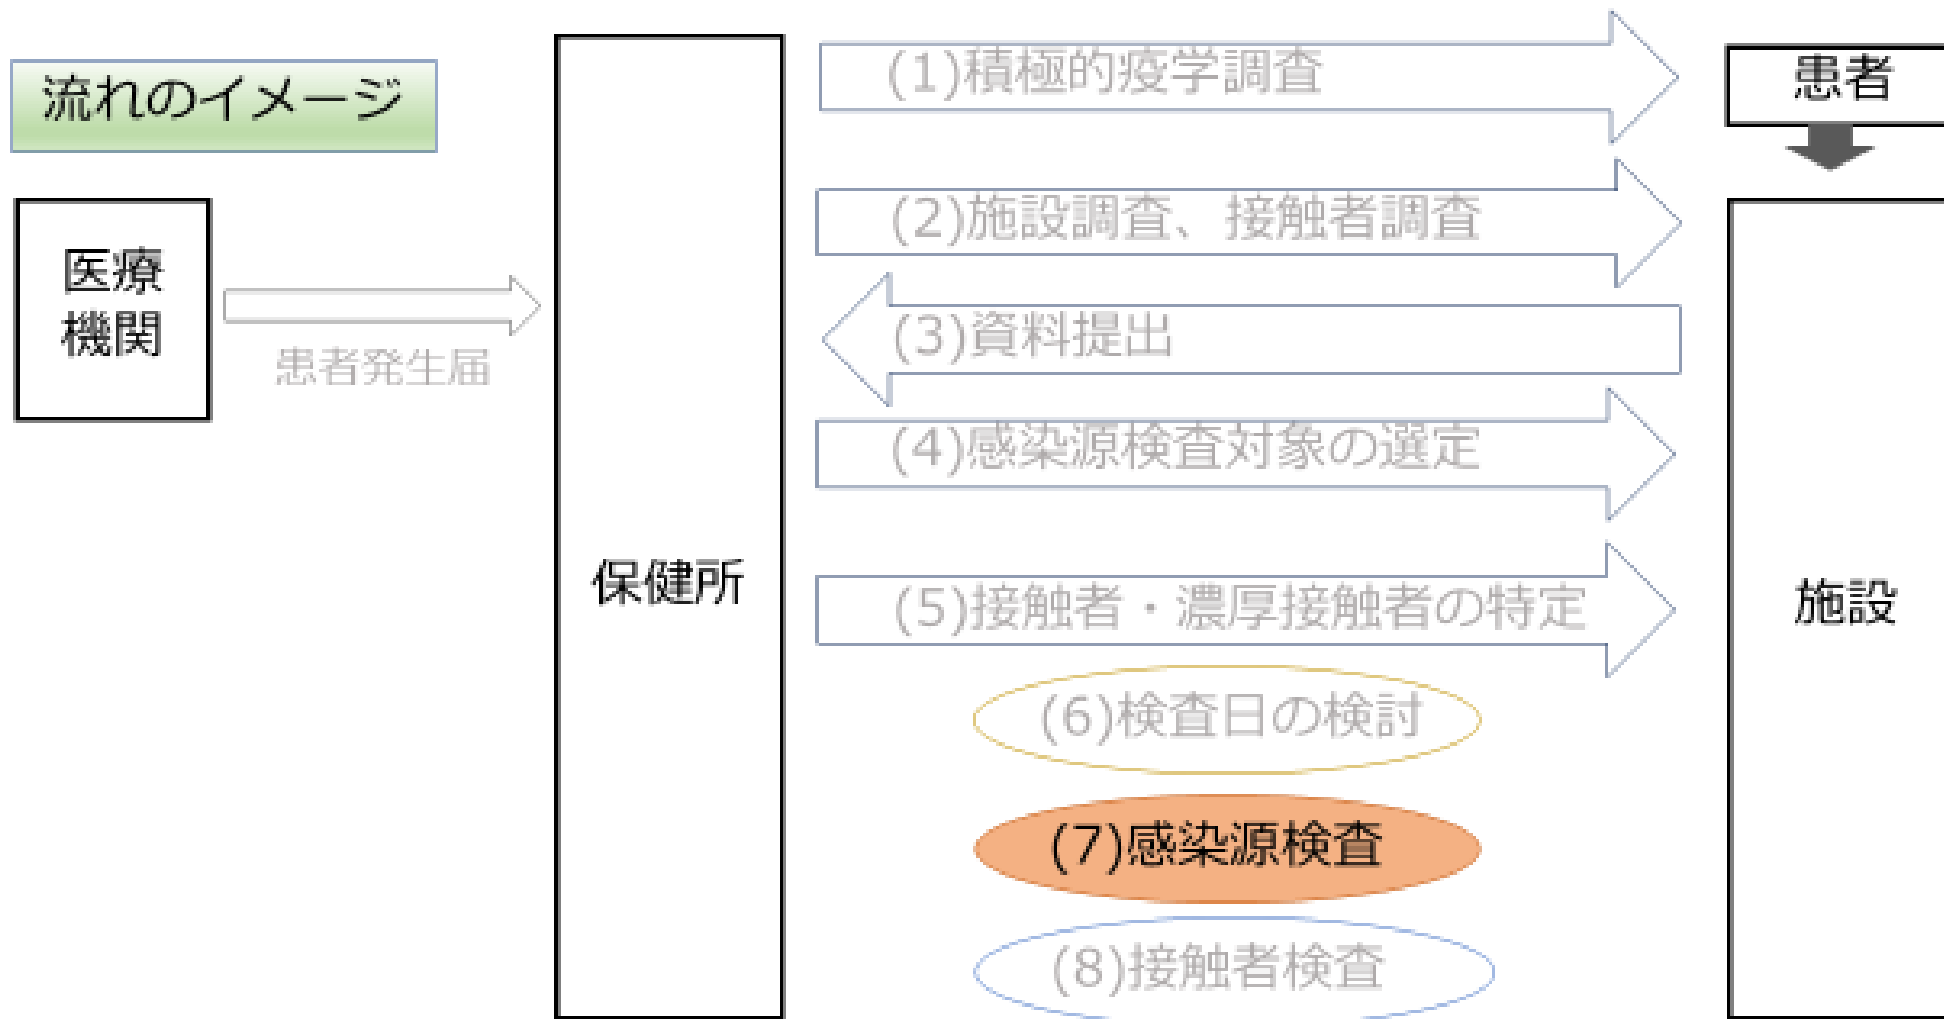 流れのイメージ
医療
機関
患者発生届
保健所
(1)積極的疫学調査
(2)施設調査、接触者調査
(3)資料提出
(4)感染源検査対象の選定
(5)接触者・濃厚接触者の特定
(6)検査日の検討
(7)感染源検査
(8)接触者検査
患者
施設